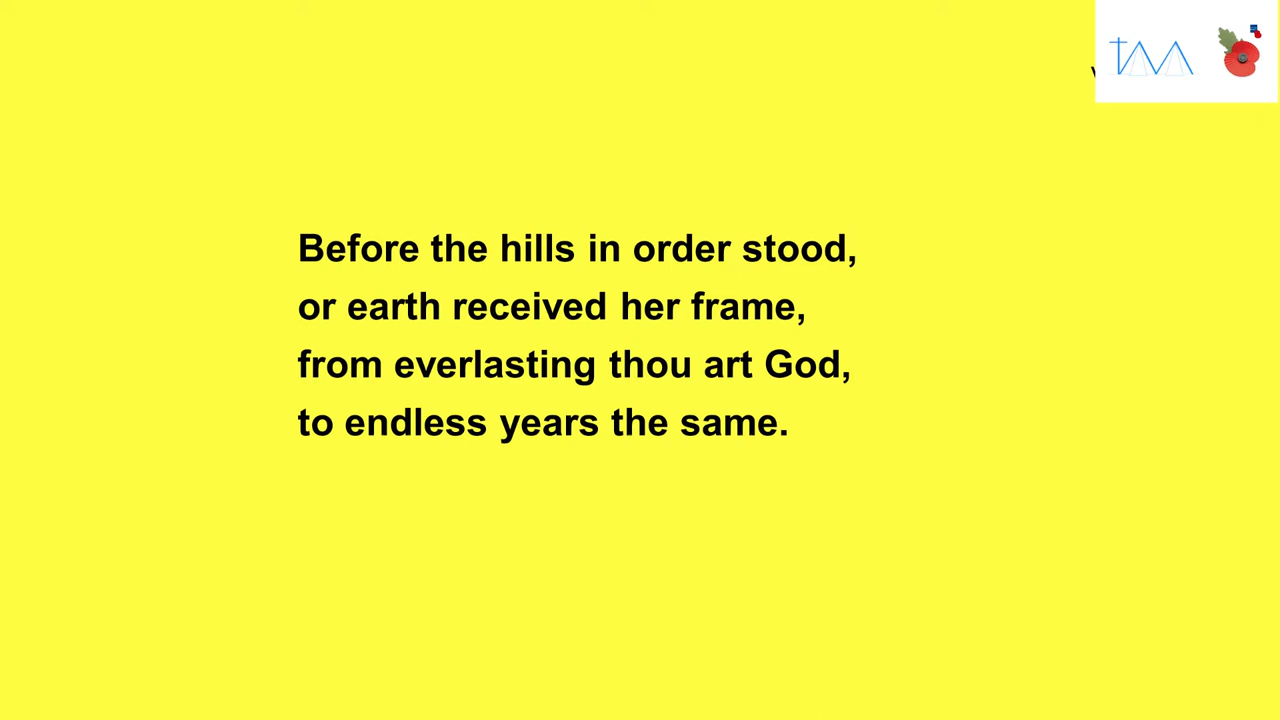 Before the hills in order stood,
or earth received her frame,
from everlasting thou art God,
to endless years the same.